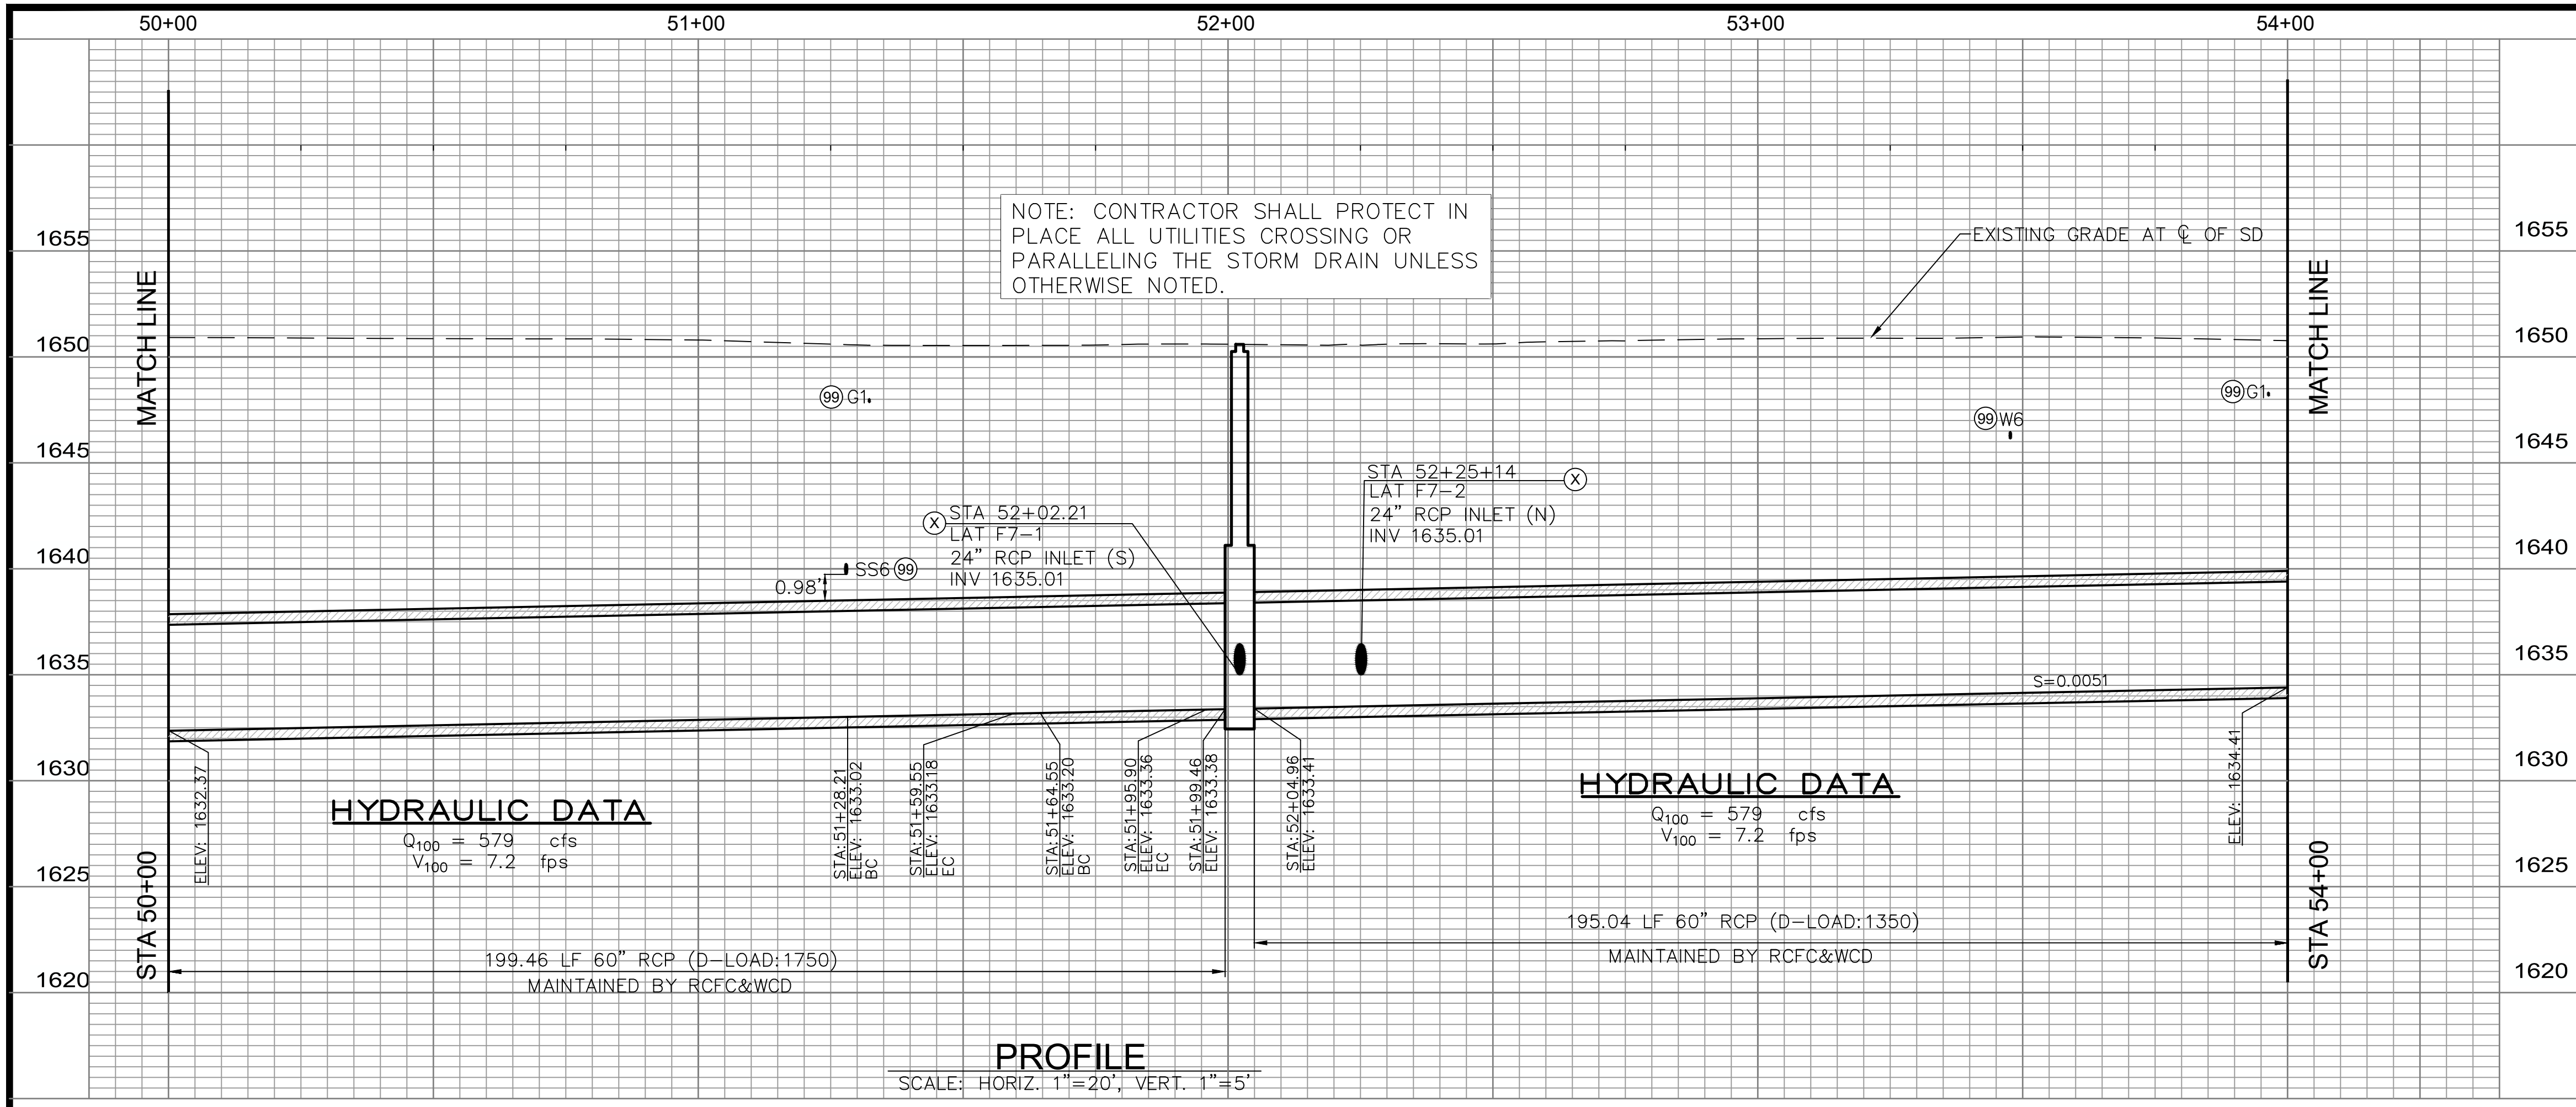 50+00
51+00
52+00
53+00
54+00
NOTE: CONTRACTOR SHALL PROTECT IN
PLACE ALL UTILITIES CROSSING OR
PARALLELING THE STORM DRAIN UNLESS
OTHERWISE NOTED.
EXISTING GRADE AT ℄ OF SD
1655
1650
1645
1640
1635
1630
1625
1620
1655
1650
1645
1640
1635
1630
1625
1620
MATCH LINE
STA 50+00
MATCH LINE
STA 54+00
99 G1
99 W6
99 G1
X STA 52+02.21
LAT F7-1
24" RCP INLET (S)
INV 1635.01
STA 52+25+14 X
LAT F7-2
24" RCP INLET (N)
INV 1635.01
SS6 99
0.98'
S=0.0051
ELEV: 1632.37
STA:51+28.21
ELEV: 1633.02
BC
STA:51+59.55
ELEV: 1633.18
EC
STA:51+64.55
ELEV: 1633.20
BC
STA:51+95.90
ELEV: 1633.36
EC
STA:51+99.46
ELEV: 1633.38
STA:52+04.96
ELEV: 1633.41
ELEV: 1634.41
HYDRAULIC DATA
Q100 = 579 cfs
V100 = 7.2 fps
HYDRAULIC DATA
Q100 = 579 cfs
V100 = 7.2 fps
199.46 LF 60" RCP (D-LOAD:1750)
MAINTAINED BY RCFC&WCD
195.04 LF 60" RCP (D-LOAD:1350)
MAINTAINED BY RCFC&WCD
PROFILE
SCALE: HORIZ. 1"=20', VERT. 1"=5'